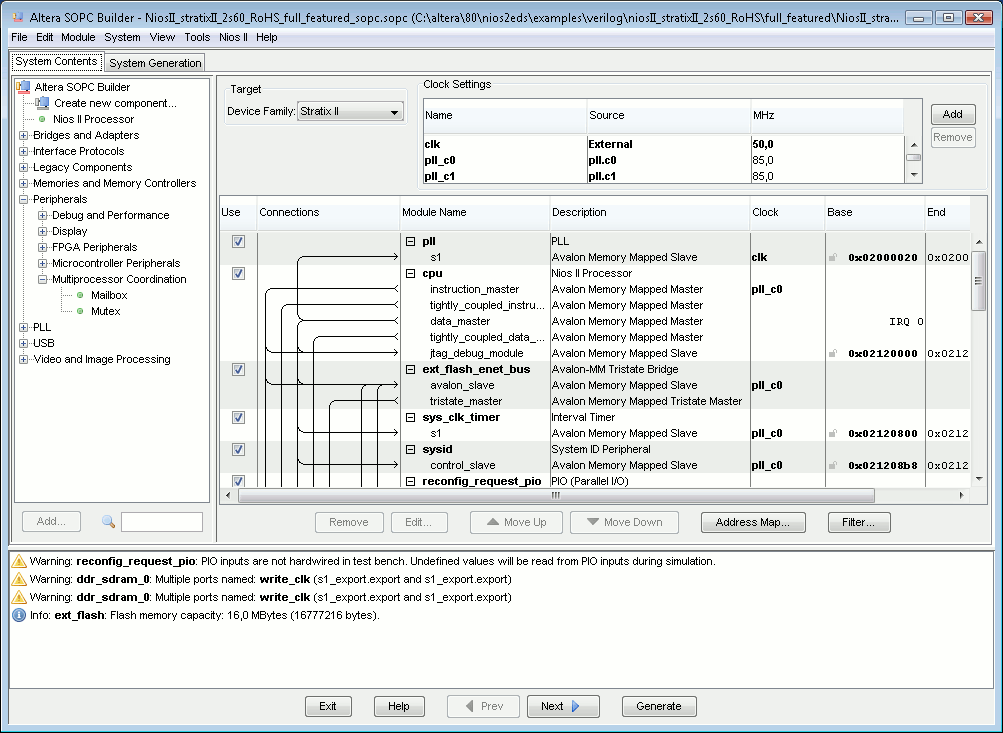 Altera SOPC Builder - NiosII_stratixII_2s60_RoHS_full_featured_sopc.sopc (C:\altera\80\nios2eds\examples\verilog\niosII_stratixII_2s60_RoHS\full_featured\NiosII_stra...
File Edit Module System View Tools Nios II Help
System Contents System Generation
Altera SOPC Builder
Create new component...
Nios II Processor
Bridges and Adapters
Interface Protocols
Legacy Components
Memories and Memory Controllers
Peripherals
Debug and Performance
Display
FPGA Peripherals
Microcontroller Peripherals
Multiprocessor Coordination
Mailbox
Mutex
PLL
USB
Video and Image Processing
Add...
Target
Device Family: Stratix II
Clock Settings
Name Source MHz
clk External 50,0
pll_c0 pll.c0 85,0
pll_c1 pll.c1 85,0
Add
Remove
Use Connections Module Name Description Clock Base End
pll PLL
s1 Avalon Memory Mapped Slave clk 0x02000020 0x0200
cpu Nios II Processor
instruction_master Avalon Memory Mapped Master pll_c0
tightly_coupled_instru... Avalon Memory Mapped Master
data_master Avalon Memory Mapped Master IRQ 0
tightly_coupled_data_... Avalon Memory Mapped Master
jtag_debug_module Avalon Memory Mapped Slave 0x02120000 0x0212
ext_flash_enet_bus Avalon-MM Tristate Bridge
avalon_slave Avalon Memory Mapped Slave pll_c0
tristate_master Avalon Memory Mapped Tristate Master
sys_clk_timer Interval Timer
s1 Avalon Memory Mapped Slave pll_c0 0x02120800 0x0212
sysid System ID Peripheral
control_slave Avalon Memory Mapped Slave pll_c0 0x021208b8 0x0212
reconfig_request_pio PIO (Parallel I/O)
Remove Edit... Move Up Move Down Address Map... Filter...
Warning: reconfig_request_pio: PIO inputs are not hardwired in test bench. Undefined values will be read from PIO inputs during simulation.
Warning: ddr_sdram_0: Multiple ports named: write_clk (s1_export.export and s1_export.export)
Warning: ddr_sdram_0: Multiple ports named: write_clk (s1_export.export and s1_export.export)
Info: ext_flash: Flash memory capacity: 16,0 MBytes (16777216 bytes).
Exit Help Prev Next Generate